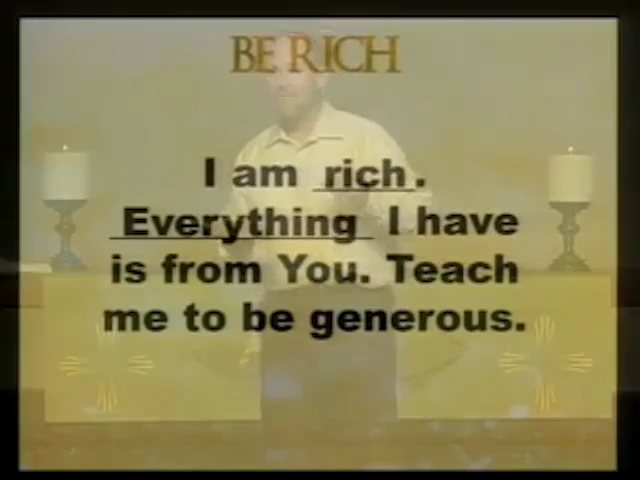 BE RICH
I am rich.
Everything I have
is from You. Teach
me to be generous.